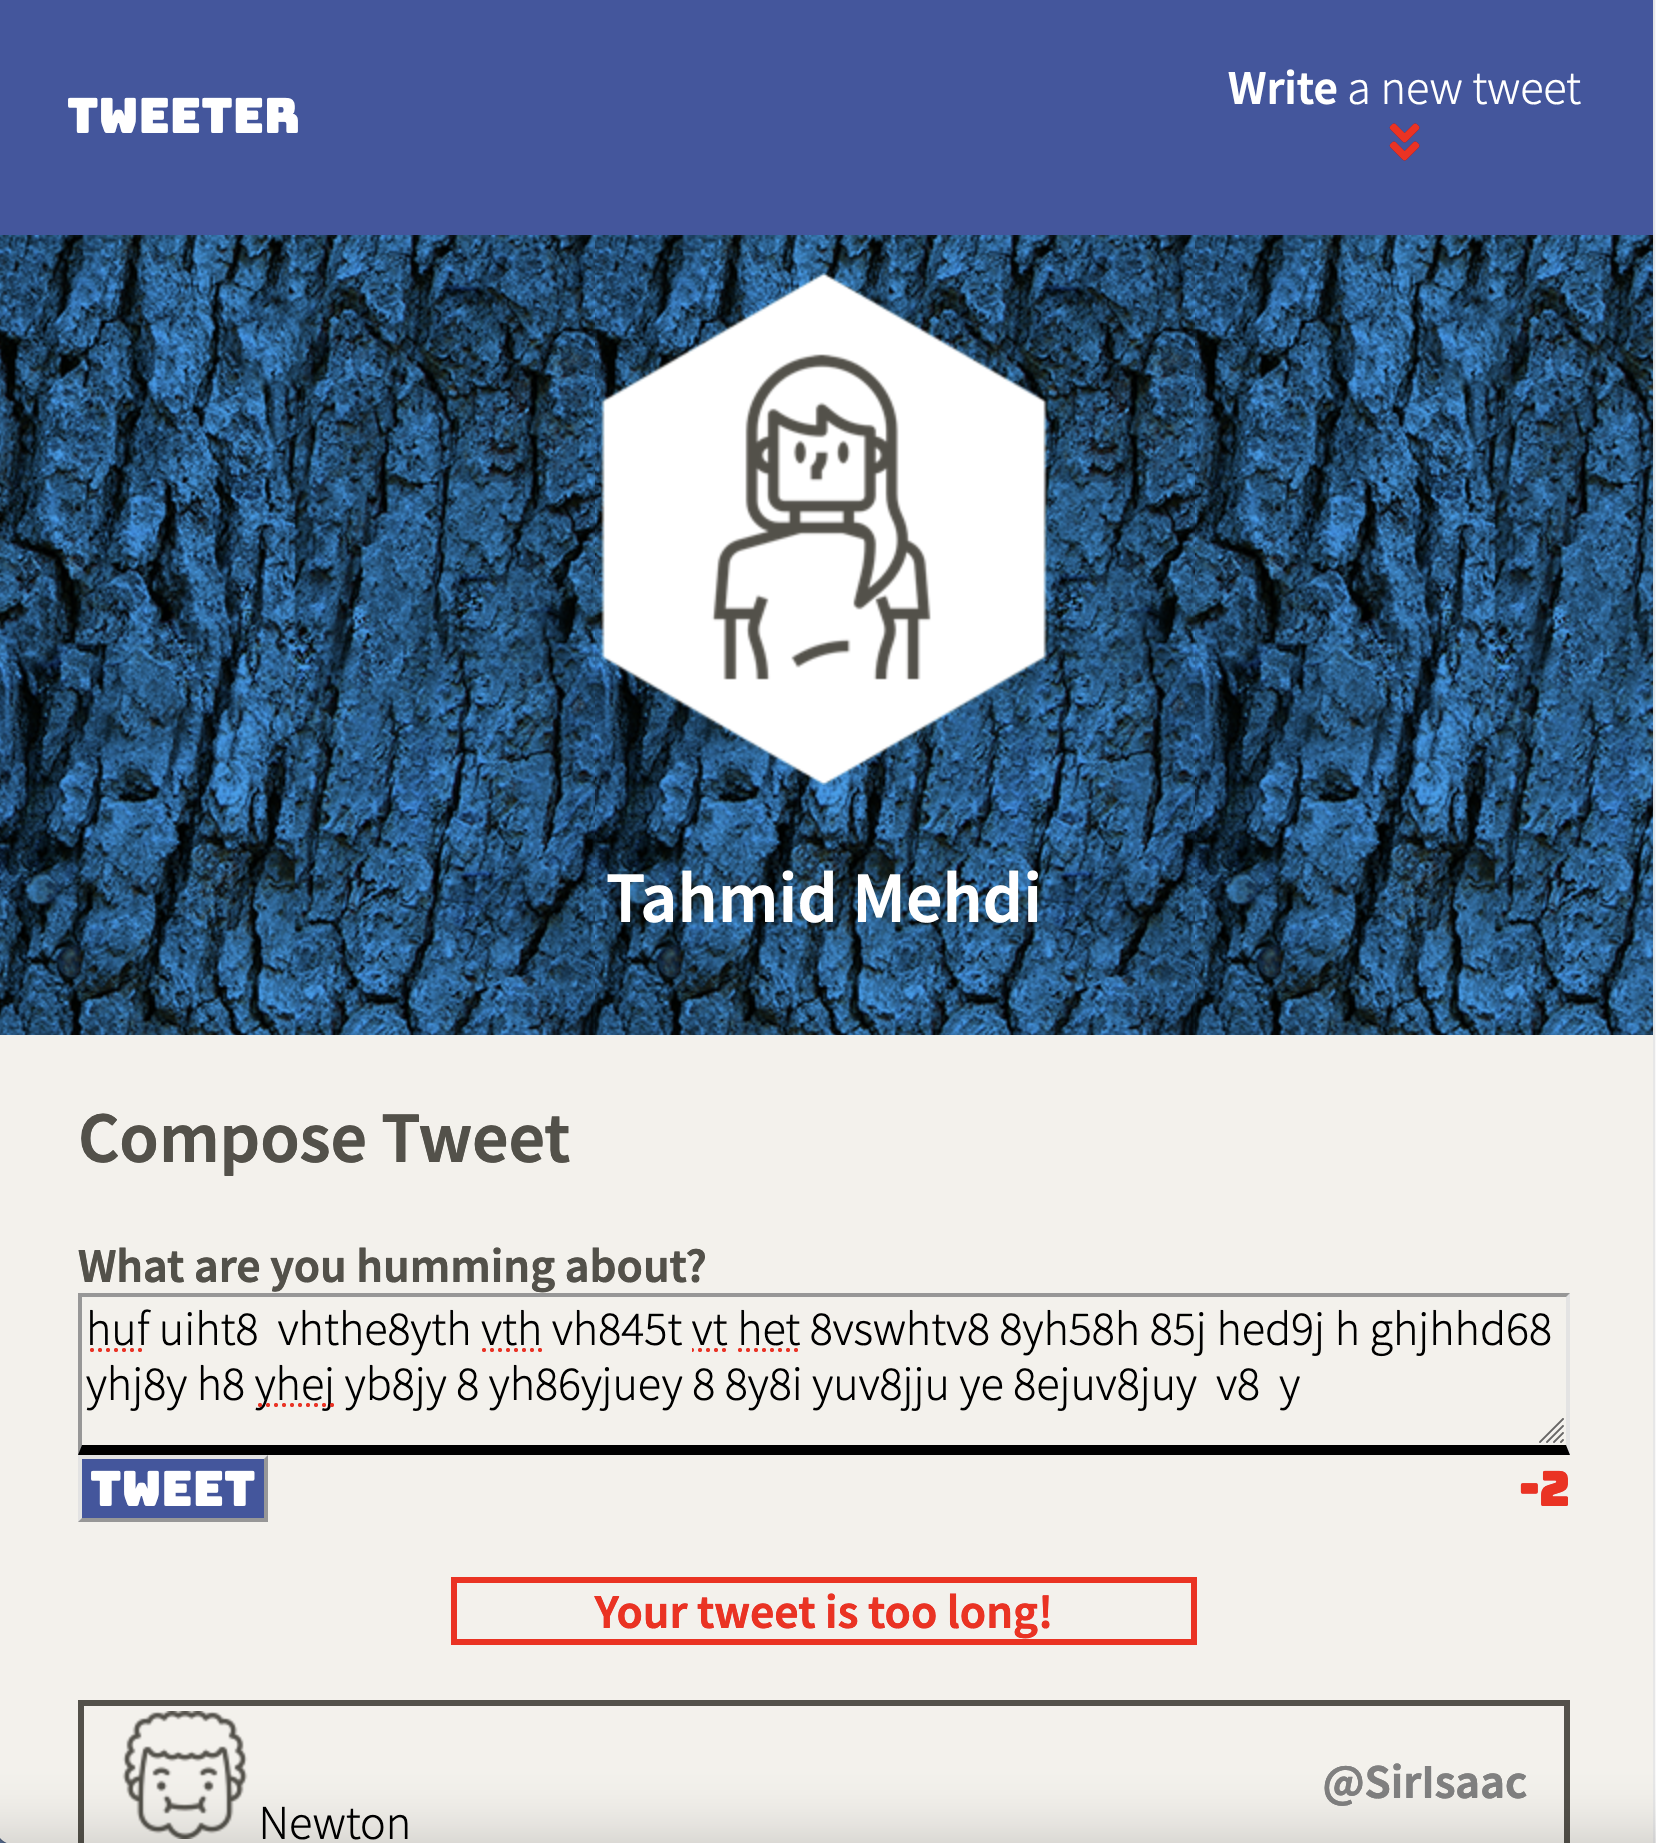 TWEETER
Write a new tweet
Tahmid Mehdi
Compose Tweet
What are you humming about?
huf uiht8  vhthe8yth vth vh845t vt het 8vswhtv8 8yh58h 85j hed9j h ghjhhd68
yhj8y h8 yhej yb8jy 8 yh86yjuey 8 8y8i yuv8jju ye 8ejuv8juy  v8  y
TWEET
-2
Your tweet is too long!
@SirIsaac
Newton